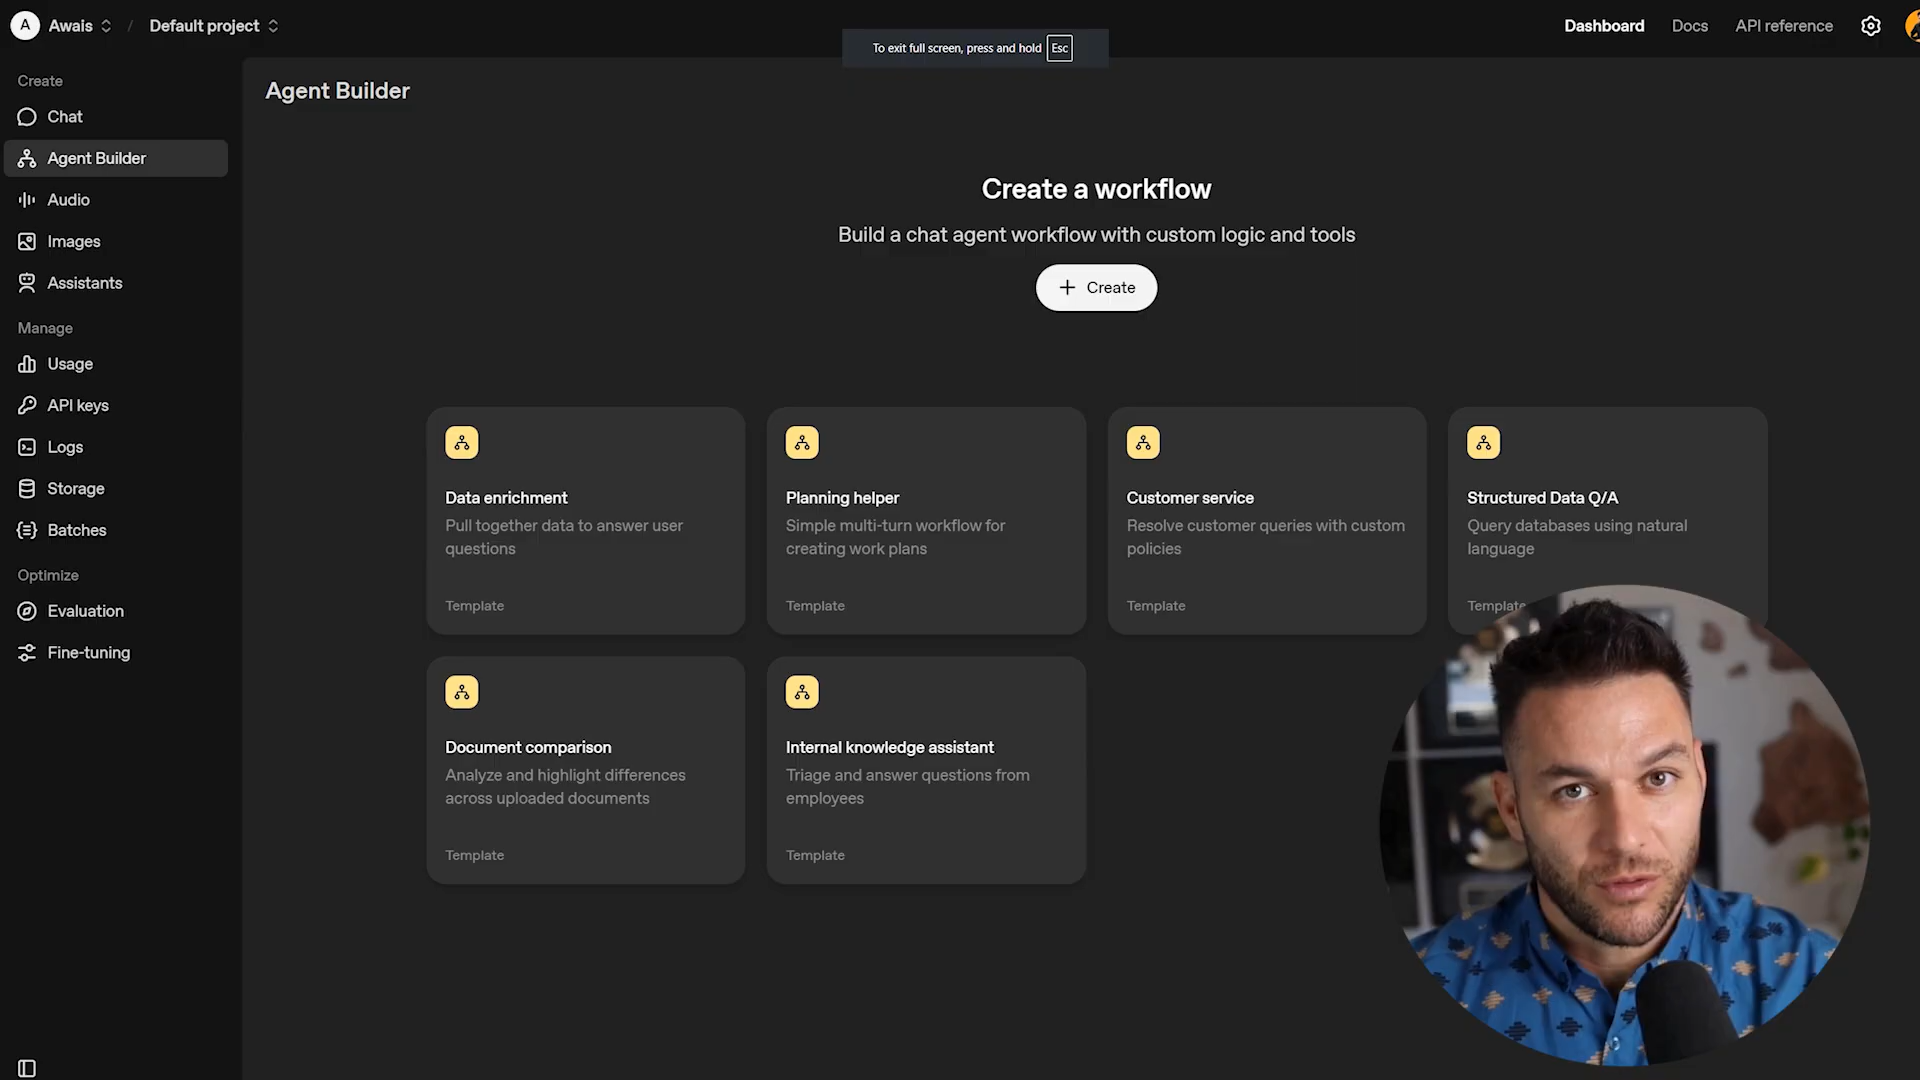 A Awais / Default project
Dashboard Docs API reference
To exit full screen, press and hold Esc
Create
Chat
Agent Builder
Audio
Images
Assistants
Manage
Usage
API keys
Logs
Storage
Batches
Optimize
Evaluation
Fine-tuning
Agent Builder
Create a workflow
Build a chat agent workflow with custom logic and tools
+ Create
Data enrichment
Pull together data to answer user
questions
Template
Planning helper
Simple multi-turn workflow for
creating work plans
Template
Customer service
Resolve customer queries with custom
policies
Template
Structured Data Q/A
Query databases using natural
language
Template
Document comparison
Analyze and highlight differences
across uploaded documents
Template
Internal knowledge assistant
Triage and answer questions from
employees
Template